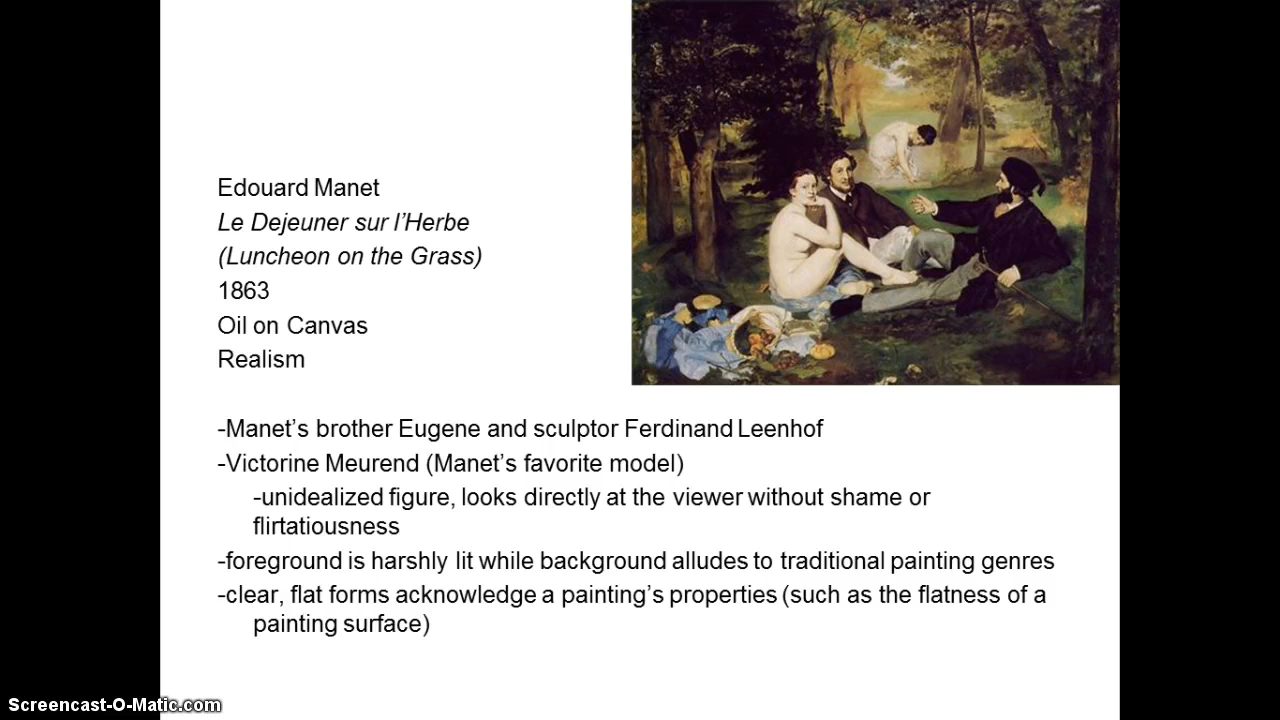 Edouard Manet
Le Dejeuner sur l’Herbe
(Luncheon on the Grass)
1863
Oil on Canvas
Realism
-Manet’s brother Eugene and sculptor Ferdinand Leenhof
-Victorine Meurend (Manet’s favorite model)
-unidealized figure, looks directly at the viewer without shame or
flirtatiousness
-foreground is harshly lit while background alludes to traditional painting genres
-clear, flat forms acknowledge a painting’s properties (such as the flatness of a
painting surface)
Screencast-O-Matic.com